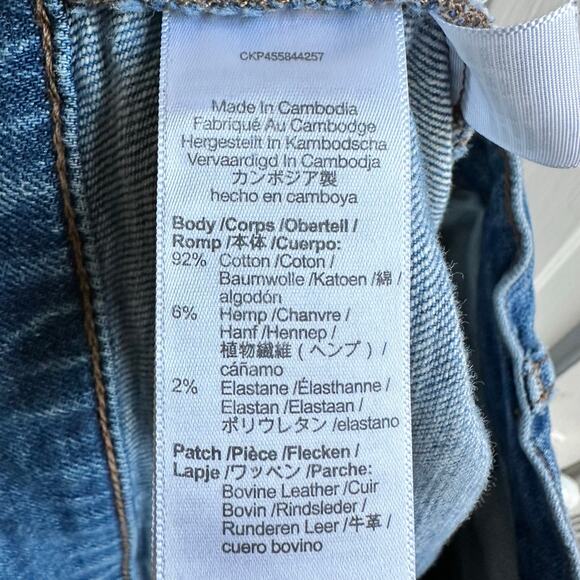 CKP455844257
Made In Cambodia
Fabriqué Au Cambodge
Hergesteilt In Kambodscha
Vervaardigd In Cambodja
カンボジア製
hecho en camboya
Body /Corps /Oberteil /
Romp /本体 /Cuerpo:
92% Cotton /Coton /
Baumwolle /Katoen /綿 /
algodón
6% Hemp /Chanvre /
Hanf /Hennep /
植物繊維 ( ヘンプ ) /
cáñamo
2% Elastane /Élasthanne /
Elastan /Elastaan /
ポリウレタン /elastano
Patch /Pièce /Flecken /
Lapje /ワッペン /Parche:
Bovine Leather /Cuir
Bovin /Rindsleder /
Runderen Leer /牛革 /
cuero bovino